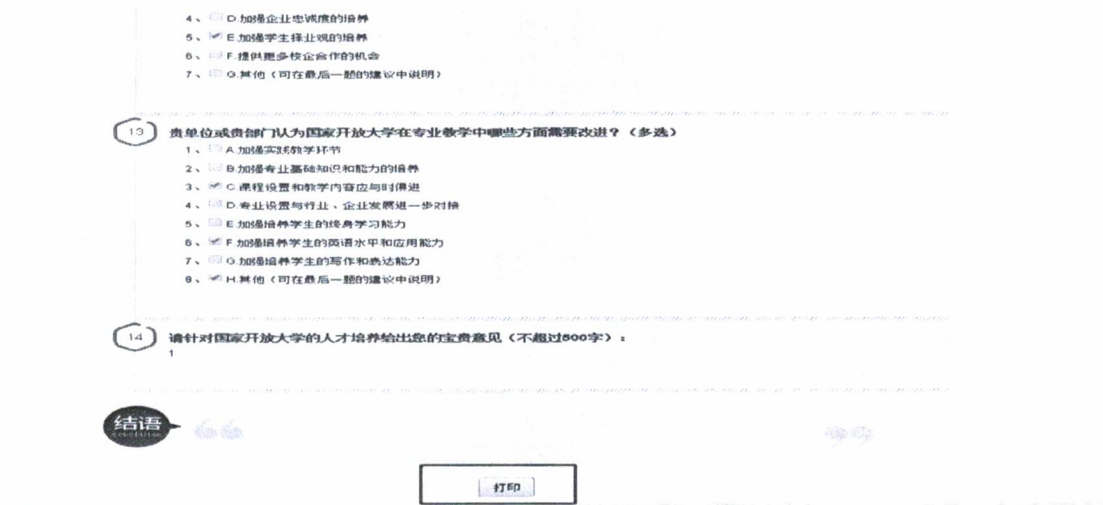 4、 D.加强企业忠诚度的培养
5、 E.加强学生择业观的培养
6、 F.提供更多校企合作的机会
7、 G.其他（可在最后一题的建议中说明）
13 贵单位或贵部门认为国家开放大学在专业教学中哪些方面需要改进？（多选）
1、 A.加强实践教学环节
2、 B.加强专业基础知识和能力的培养
3、 C.课程设置和教学内容应与时俱进
4、 D.专业设置与行业、企业发展进一步对接
5、 E.加强培养学生的终身学习能力
6、 F.加强培养学生的英语水平和应用能力
7、 G.加强培养学生的写作和表达能力
8、 H.其他（可在最后一题的建议中说明）
14 请针对国家开放大学的人才培养给出您的宝贵意见（不超过500字）：
1
结语
打印